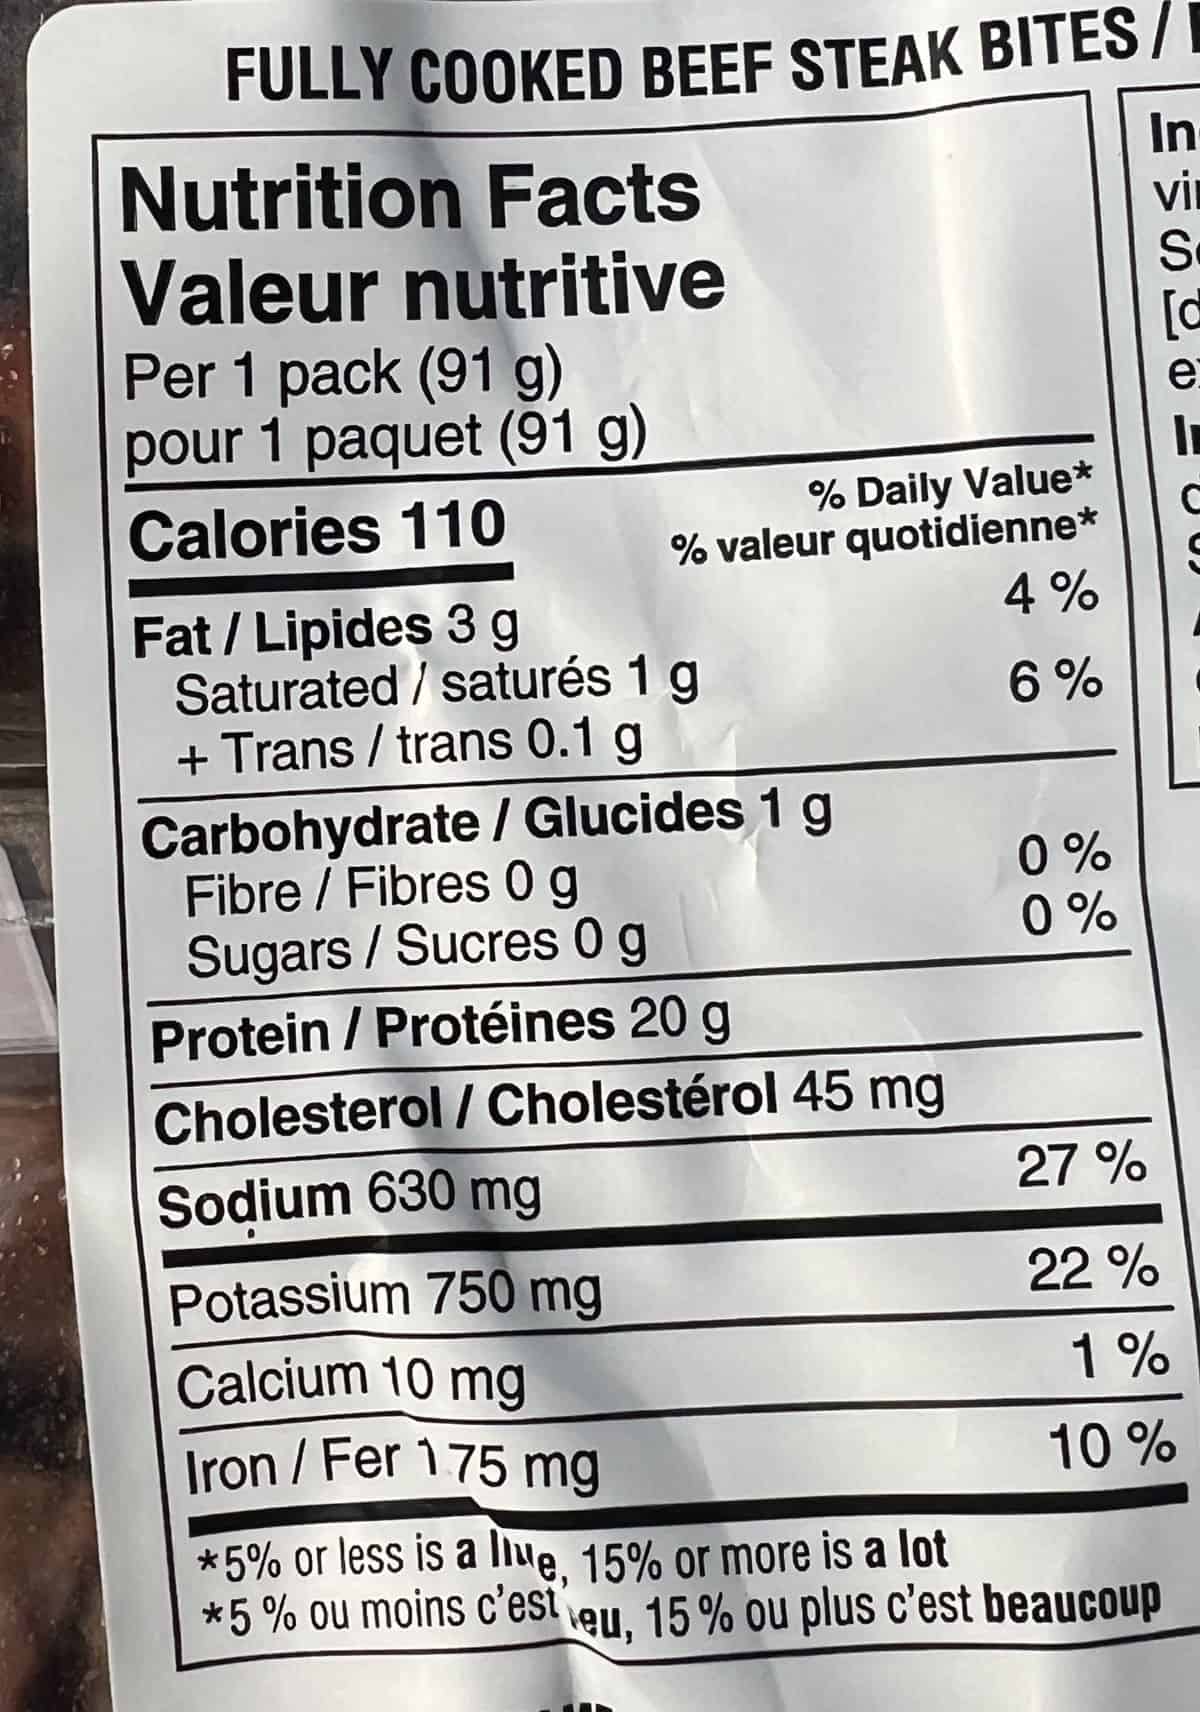 FULLY COOKED BEEF STEAK BITES /
Nutrition Facts
Valeur nutritive
Per 1 pack (91 g)
pour 1 paquet (91 g)
Calories 110
% Daily Value*
% valeur quotidienne*
Fat / Lipides 3 g 4 %
Saturated / saturés 1 g 6 %
+ Trans / trans 0.1 g
Carbohydrate / Glucides 1 g
Fibre / Fibres 0 g 0 %
Sugars / Sucres 0 g 0 %
Protein / Protéines 20 g
Cholesterol / Cholestérol 45 mg
Sodium 630 mg 27 %
Potassium 750 mg 22 %
Calcium 10 mg 1 %
Iron / Fer 1.75 mg 10 %
*5% or less is a little, 15% or more is a lot
*5 % ou moins c'est peu, 15 % ou plus c'est beaucoup